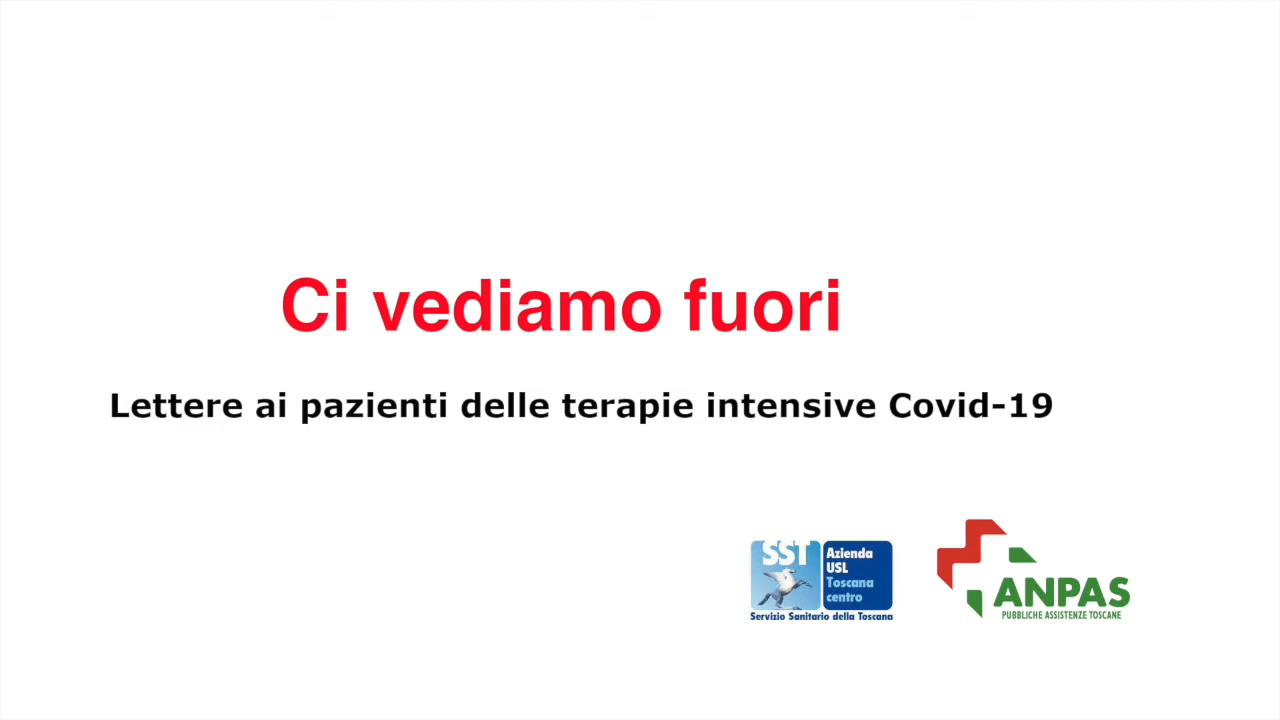 Ci vediamo fuori
Lettere ai pazienti delle terapie intensive Covid-19
SST
Azienda
USL
Toscana
centro
Servizio Sanitario della Toscana
ANPAS
PUBBLICHE ASSISTENZE TOSCANE